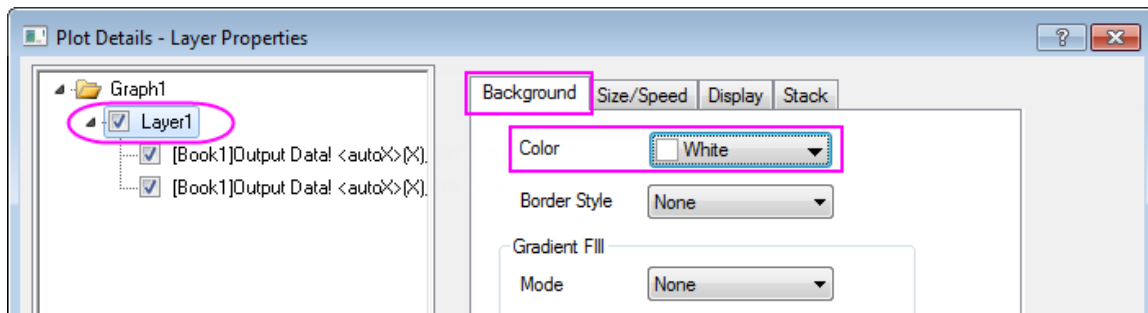 Plot Details - Layer Properties
?
Graph1
Layer1
[Book1]Output Data! <autoX>(X).
[Book1]Output Data! <autoX>(X).
Background Size/Speed Display Stack
Color White
Border Style None
Gradient FIll
Mode None